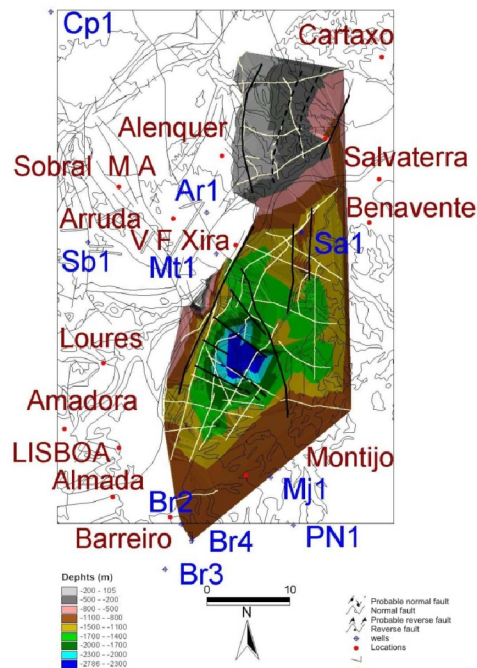 Cp1
Cartaxo
Alenquer
Sobral M A
Salvaterra
Ar1
Arruda
Benavente
V F Xira
Sa1
Sb1
Mt1
Loures
Amadora
LISBOA
Montijo
Almada
Mj1
Br2
Barreiro
Br4
PN1
Br3
Dephts (m)
-200 - 105
-500 - -200
-800 - -500
-1100 - -800
-1500 - -1100
-1700 - -1400
-2000 - -1700
-2300 - -2000
-2786 - -2300
0 10
N
Probable normal fault
Normal fault
Probable reverse fault
Reverse fault
wells
Locations